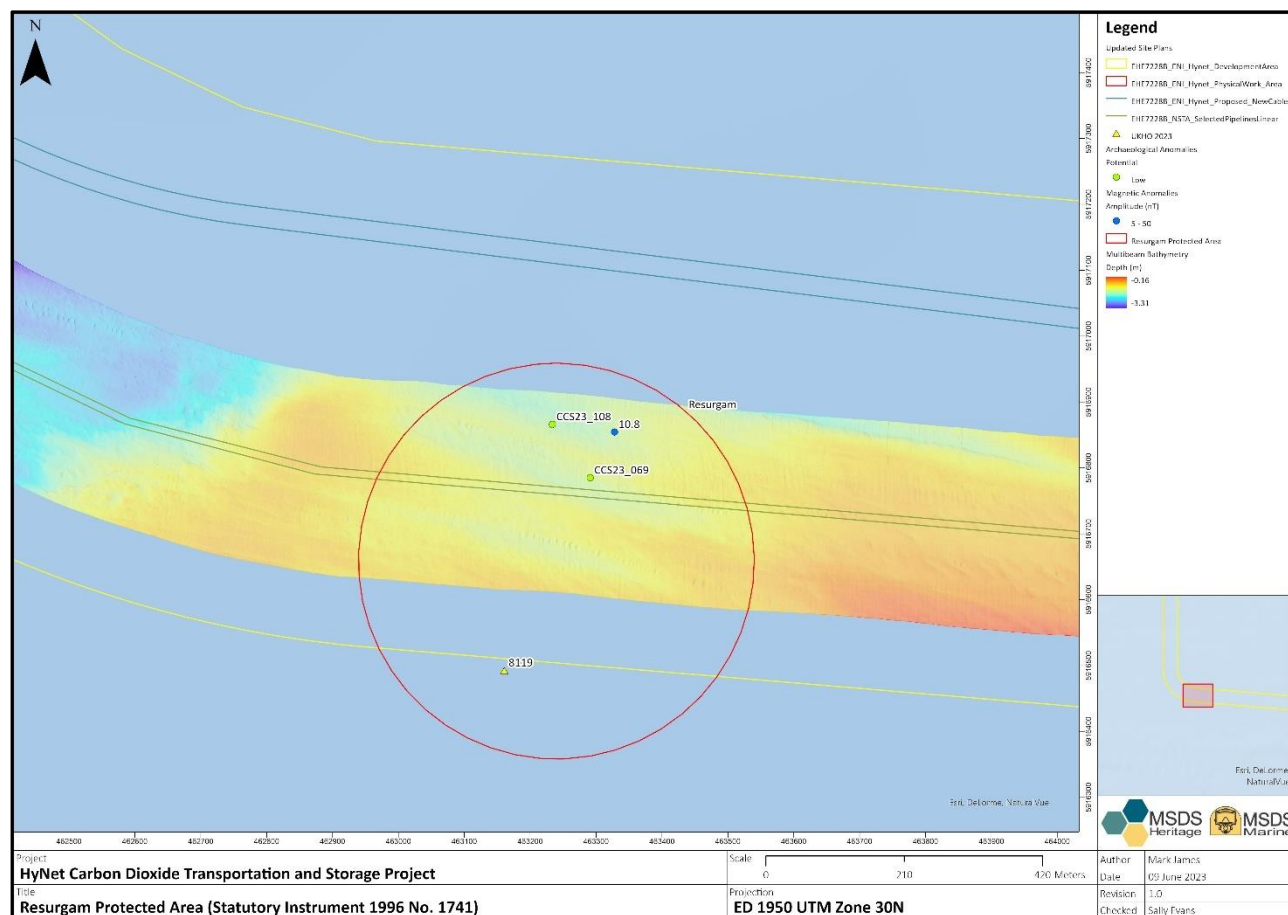 N
5917400
5917300
5917200
5917100
5917000
5916900
5916800
5916700
5916600
5916500
5916400
5916300
Resurgam
CCS23_108
10.8
CCS23_069
8119
Esri, DeLorme, NaturalVue
462500 462600 462700 462800 462900 463000 463100 463200 463300 463400 463500 463600 463700 463800 463900 464000
Legend
Updated Site Plans
EHE7228B_ENI_Hynet_DevelopmentArea
EHE7228B_ENI_Hynet_PhysicalWork_Area
EHE7228B_ENI_Hynet_Proposed_NewCable
EHE7228B_NSTA_SelectedPipelinesLinear
UKHO 2023
Archaeological Anomalies
Potential
Low
Magnetic Anomalies
Amplitude (nT)
5 - 50
Resurgam Protected Area
Multibeam Bathymetry
Depth (m)
-0.16
-3.31
Esri, DeLorme,
NaturalVue
MSDS
Heritage
MSDS
Marine
Project
HyNet Carbon Dioxide Transportation and Storage Project
Title
Resurgam Protected Area (Statutory Instrument 1996 No. 1741)
Scale
0 210 420 Meters
Projection
ED 1950 UTM Zone 30N
Author Mark James
Date 09 June 2023
Revision 1.0
Checked Sally Evans